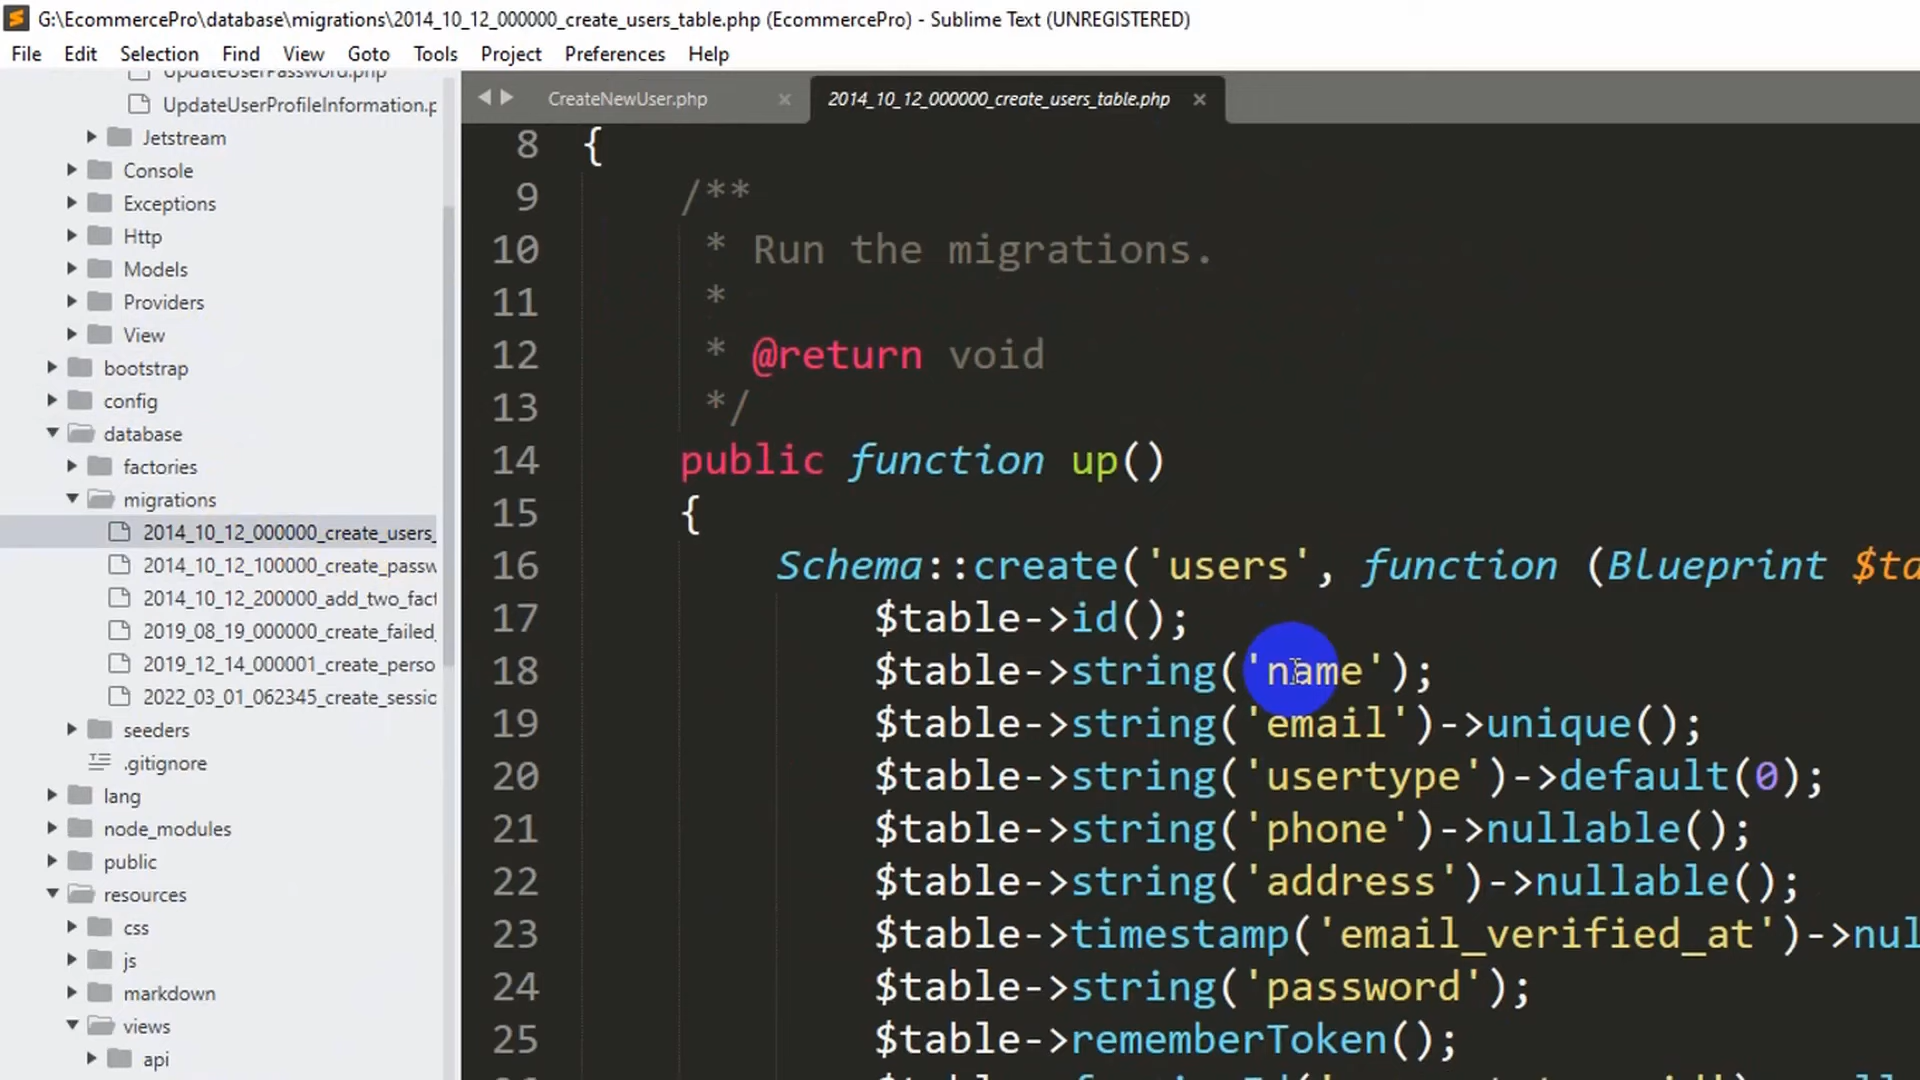 G:\EcommercePro\database\migrations\2014_10_12_000000_create_users_table.php (EcommercePro) - Sublime Text (UNREGISTERED)
File Edit Selection Find View Goto Tools Project Preferences Help
UpdateUserPassword.php
UpdateUserProfileInformation.p
Jetstream
Console
Exceptions
Http
Models
Providers
View
bootstrap
config
database
factories
migrations
2014_10_12_000000_create_users_
2014_10_12_100000_create_passw
2014_10_12_200000_add_two_fact
2019_08_19_000000_create_failed_
2019_12_14_000001_create_perso
2022_03_01_062345_create_sessio
seeders
.gitignore
lang
node_modules
public
resources
css
js
markdown
views
api
CreateNewUser.php
2014_10_12_000000_create_users_table.php
8 {
9 /**
10 * Run the migrations.
11 *
12 * @return void
13 */
14 public function up()
15 {
16 Schema::create('users', function (Blueprint $ta
17 $table->id();
18 $table->string('name');
19 $table->string('email')->unique();
20 $table->string('usertype')->default(0);
21 $table->string('phone')->nullable();
22 $table->string('address')->nullable();
23 $table->timestamp('email_verified_at')->nul
24 $table->string('password');
25 $table->rememberToken();